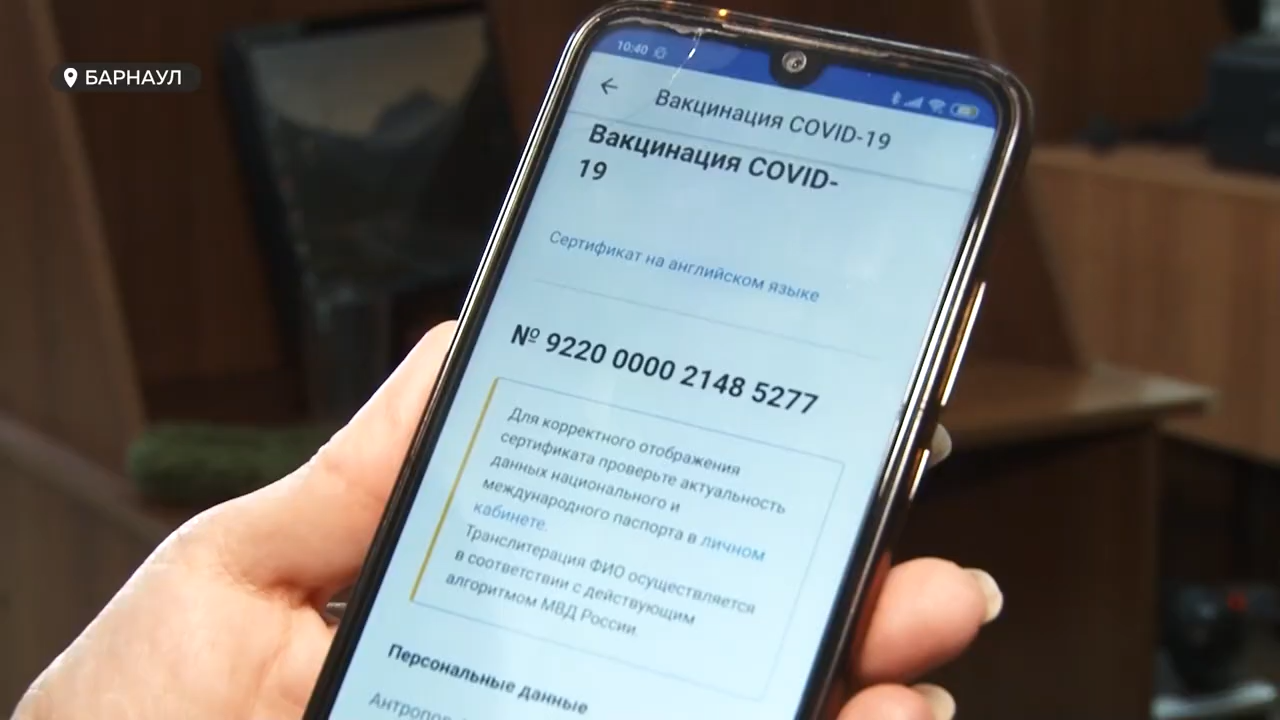 БАРНАУЛ
10:40
Вакцинация COVID-19
Вакцинация COVID-
19
Сертификат на английском языке
№ 9220 0000 2148 5277
Для корректного отображения
сертификата проверьте актуальность
данных национального и
международного паспорта в личном
кабинете.
Транслитерация ФИО осуществляется
в соответствии с действующим
алгоритмом МВД России.
Персональные данные